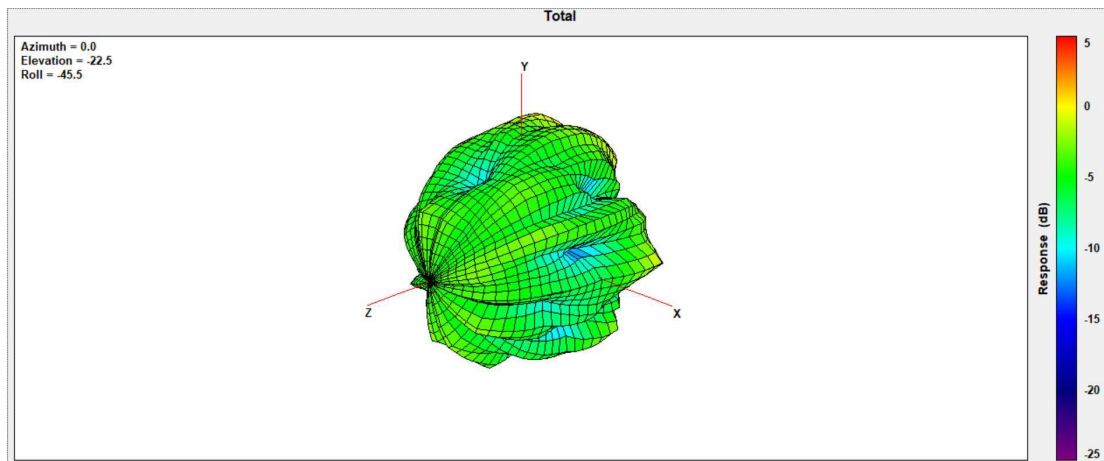 Total
Azimuth = 0.0
Elevation = -22.5
Roll = -45.5
Y
Z
X
5
0
-5
-10
-15
-20
-25
Response (dB)